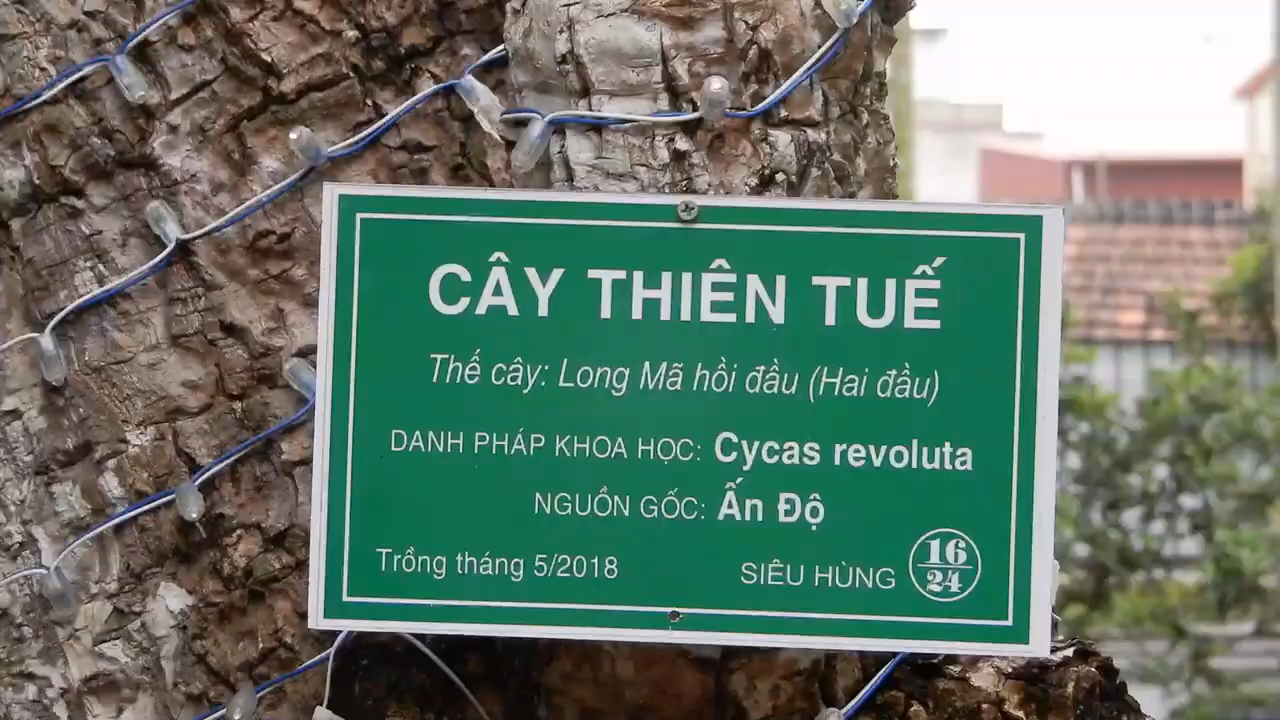 CÂY THIÊN TUẾ
Thế cây: Long Mã hồi đầu (Hai đầu)
DANH PHÁP KHOA HỌC: Cycas revoluta
NGUỒN GỐC: Ấn Độ
Trồng tháng 5/2018
SIÊU HÙNG
16
24